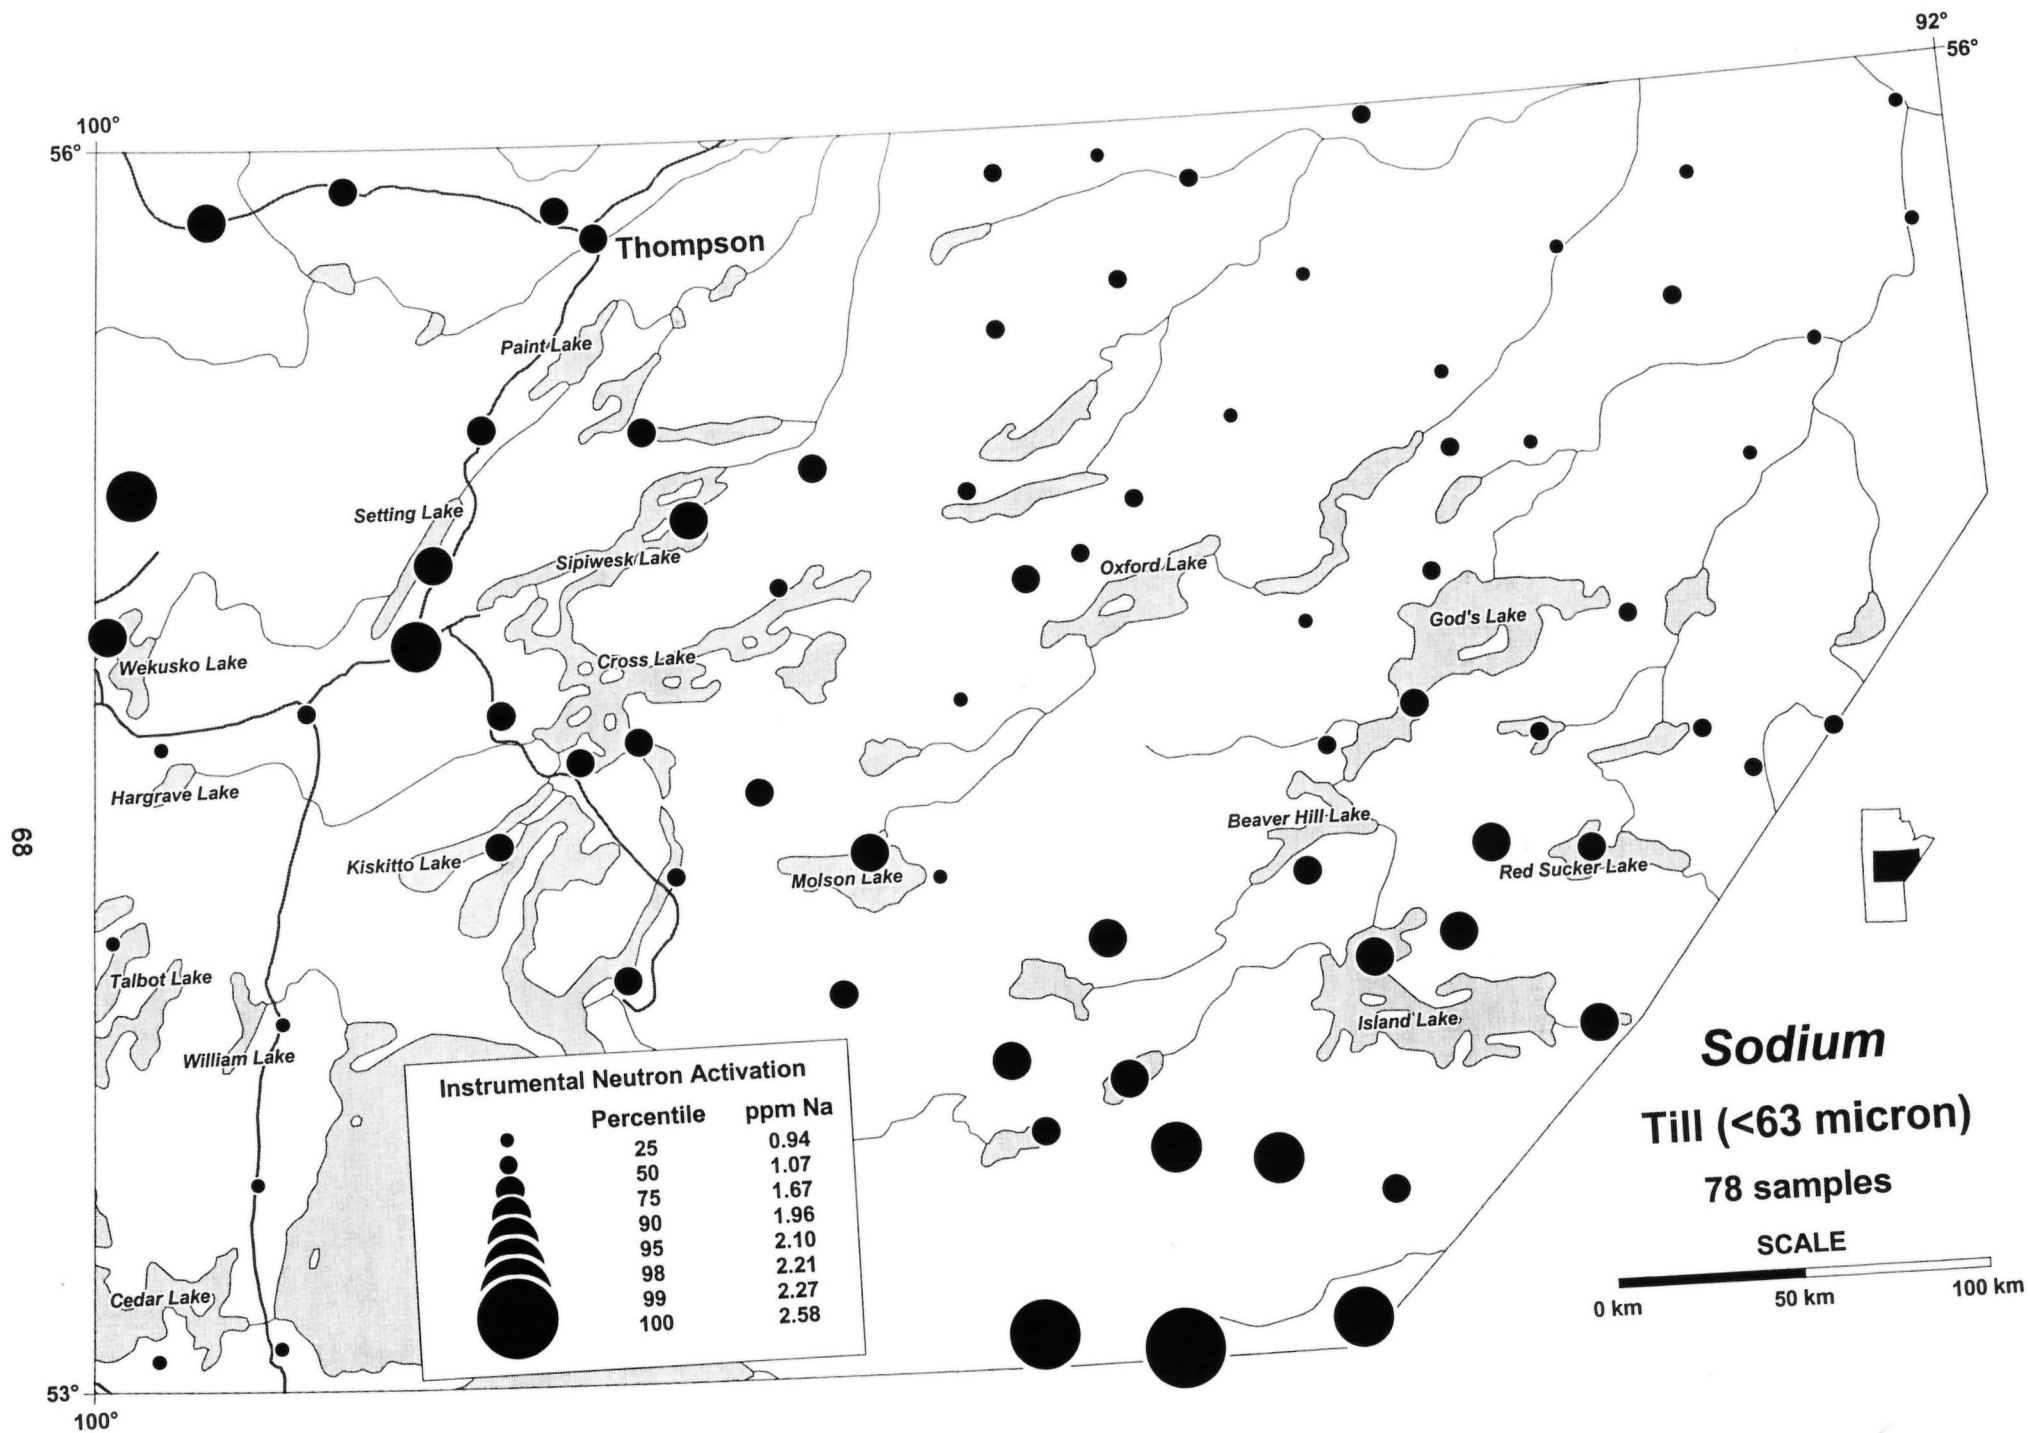 92°
56°
100°
56°
Thompson
Paint Lake
Setting Lake
Sipiwesk Lake
Oxford Lake
God's Lake
Wekusko Lake
Cross Lake
Hargrave Lake
Beaver Hill Lake
68
Kiskitto Lake
Molson Lake
Red Sucker Lake
Talbot Lake
Island Lake
William Lake
Sodium
Till (<63 micron)
78 samples
SCALE
0 km 50 km 100 km
Instrumental Neutron Activation
Percentile ppm Na
25 0.94
50 1.07
75 1.67
90 1.96
95 2.10
98 2.21
99 2.27
100 2.58
Cedar Lake
53°
100°